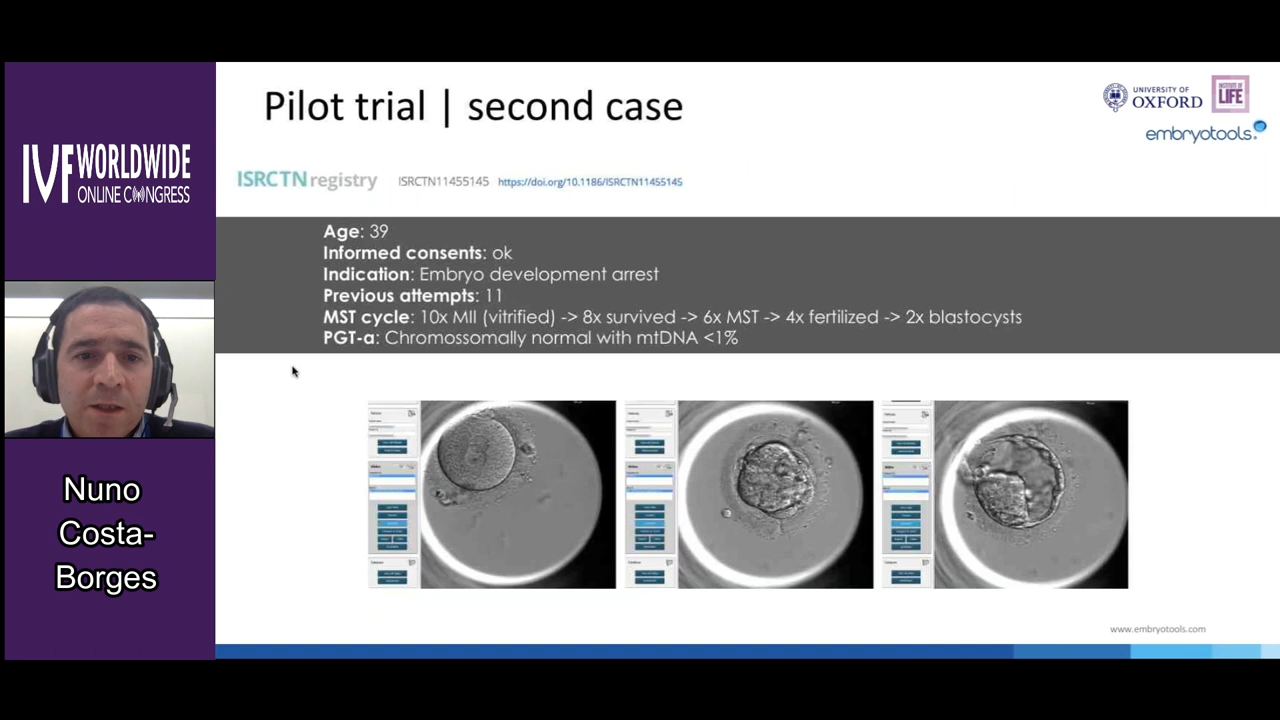 IVF WORLDWIDE
ONLINE CONGRESS
Nuno
Costa-
Borges
Pilot trial | second case
UNIVERSITY OF
OXFORD
INSTITUTE OF
LIFE
embryotools
ISRCTN registry ISRCTN11455145 https://doi.org/10.1186/ISRCTN11455145
Age: 39
Informed consents: ok
Indication: Embryo development arrest
Previous attempts: 11
MST cycle: 10x MII (vitrified) -> 8x survived -> 6x MST -> 4x fertilized -> 2x blastocysts
PGT-a: Chromossomally normal with mtDNA <1%
www.embryotools.com